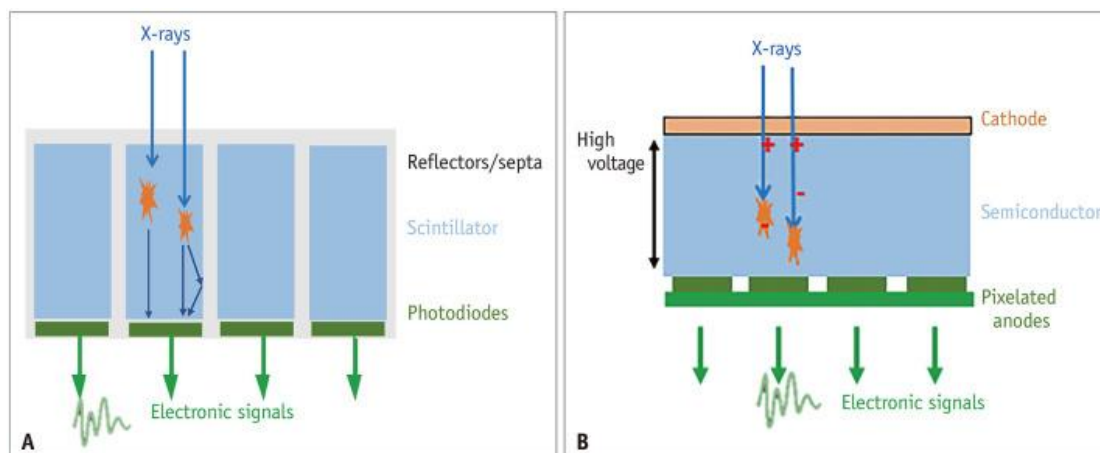 X-rays
Reflectors/septa
Scintillator
Photodiodes
Electronic signals
A
X-rays
Cathode
High
voltage
+ +
-
-
Semiconductor
Pixelated
anodes
Electronic signals
B